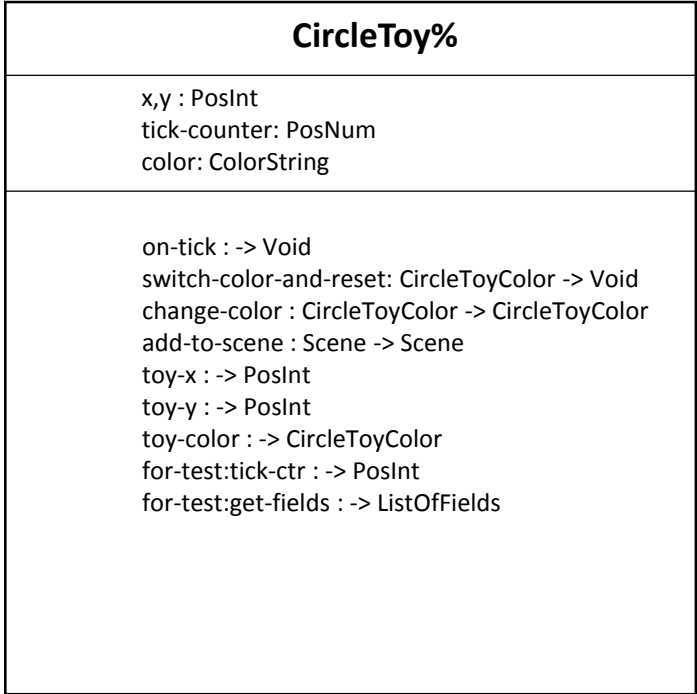 CircleToy%
x,y : PosInt
tick-counter: PosNum
color: ColorString
on-tick : -> Void
switch-color-and-reset: CircleToyColor -> Void
change-color : CircleToyColor -> CircleToyColor
add-to-scene : Scene -> Scene
toy-x : -> PosInt
toy-y : -> PosInt
toy-color : -> CircleToyColor
for-test:tick-ctr : -> PosInt
for-test:get-fields : -> ListOfFields